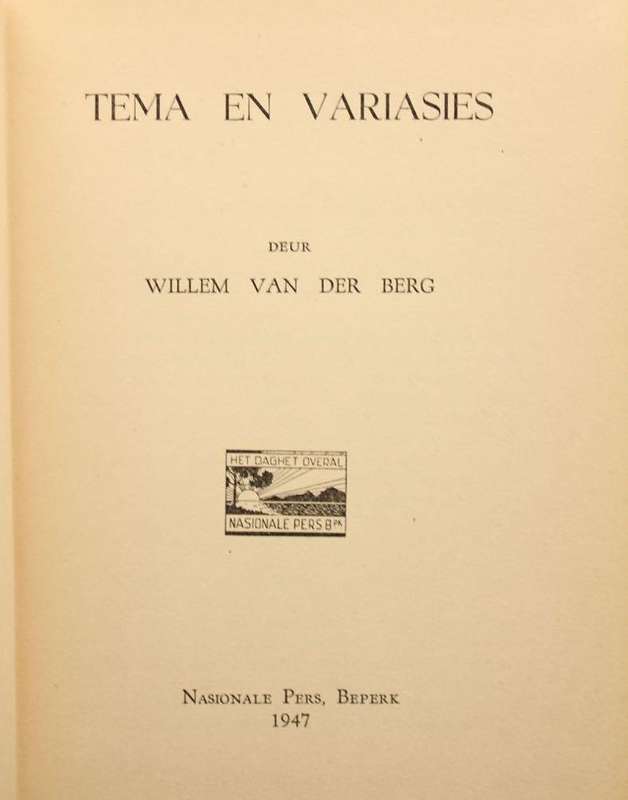 TEMA EN VARIASIES
DEUR
WILLEM VAN DER BERG
HET DAGHET OVERAL
NASIONALE PERS BPK
NASIONALE PERS, BEPERK
1947